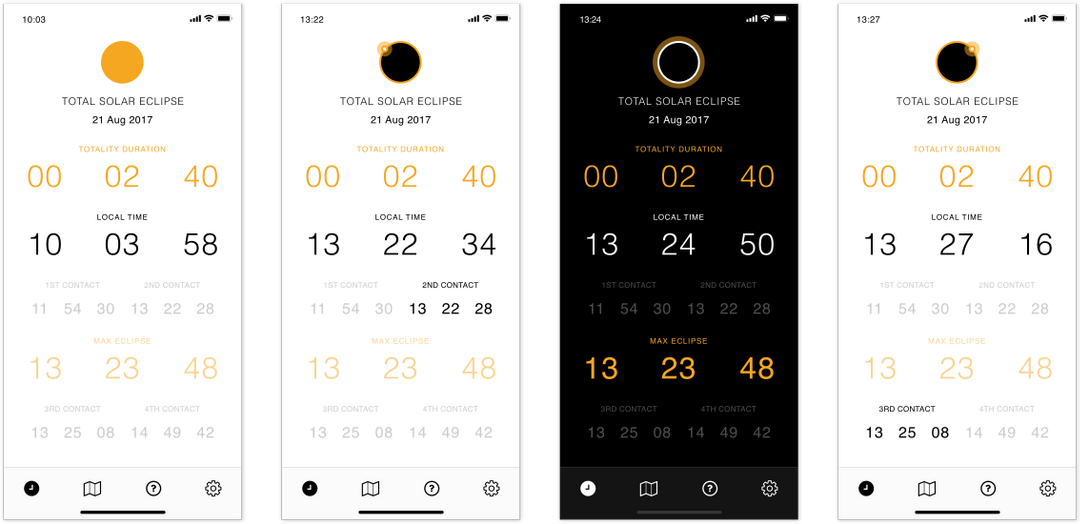 10:03
TOTAL SOLAR ECLIPSE
21 Aug 2017
TOTALITY DURATION
00 02 40
LOCAL TIME
10 03 58
1ST CONTACT 2ND CONTACT
11 54 30 13 22 28
MAX ECLIPSE
13 23 48
3RD CONTACT 4TH CONTACT
13 25 08 14 49 42
?
13:22
TOTAL SOLAR ECLIPSE
21 Aug 2017
TOTALITY DURATION
00 02 40
LOCAL TIME
13 22 34
1ST CONTACT 2ND CONTACT
11 54 30 13 22 28
MAX ECLIPSE
13 23 48
3RD CONTACT 4TH CONTACT
13 25 08 14 49 42
?
13:24
TOTAL SOLAR ECLIPSE
21 Aug 2017
TOTALITY DURATION
00 02 40
LOCAL TIME
13 24 50
1ST CONTACT 2ND CONTACT
11 54 30 13 22 28
MAX ECLIPSE
13 23 48
3RD CONTACT 4TH CONTACT
13 25 08 14 49 42
?
13:27
TOTAL SOLAR ECLIPSE
21 Aug 2017
TOTALITY DURATION
00 02 40
LOCAL TIME
13 27 16
1ST CONTACT 2ND CONTACT
11 54 30 13 22 28
MAX ECLIPSE
13 23 48
3RD CONTACT 4TH CONTACT
13 25 08 14 49 42
?